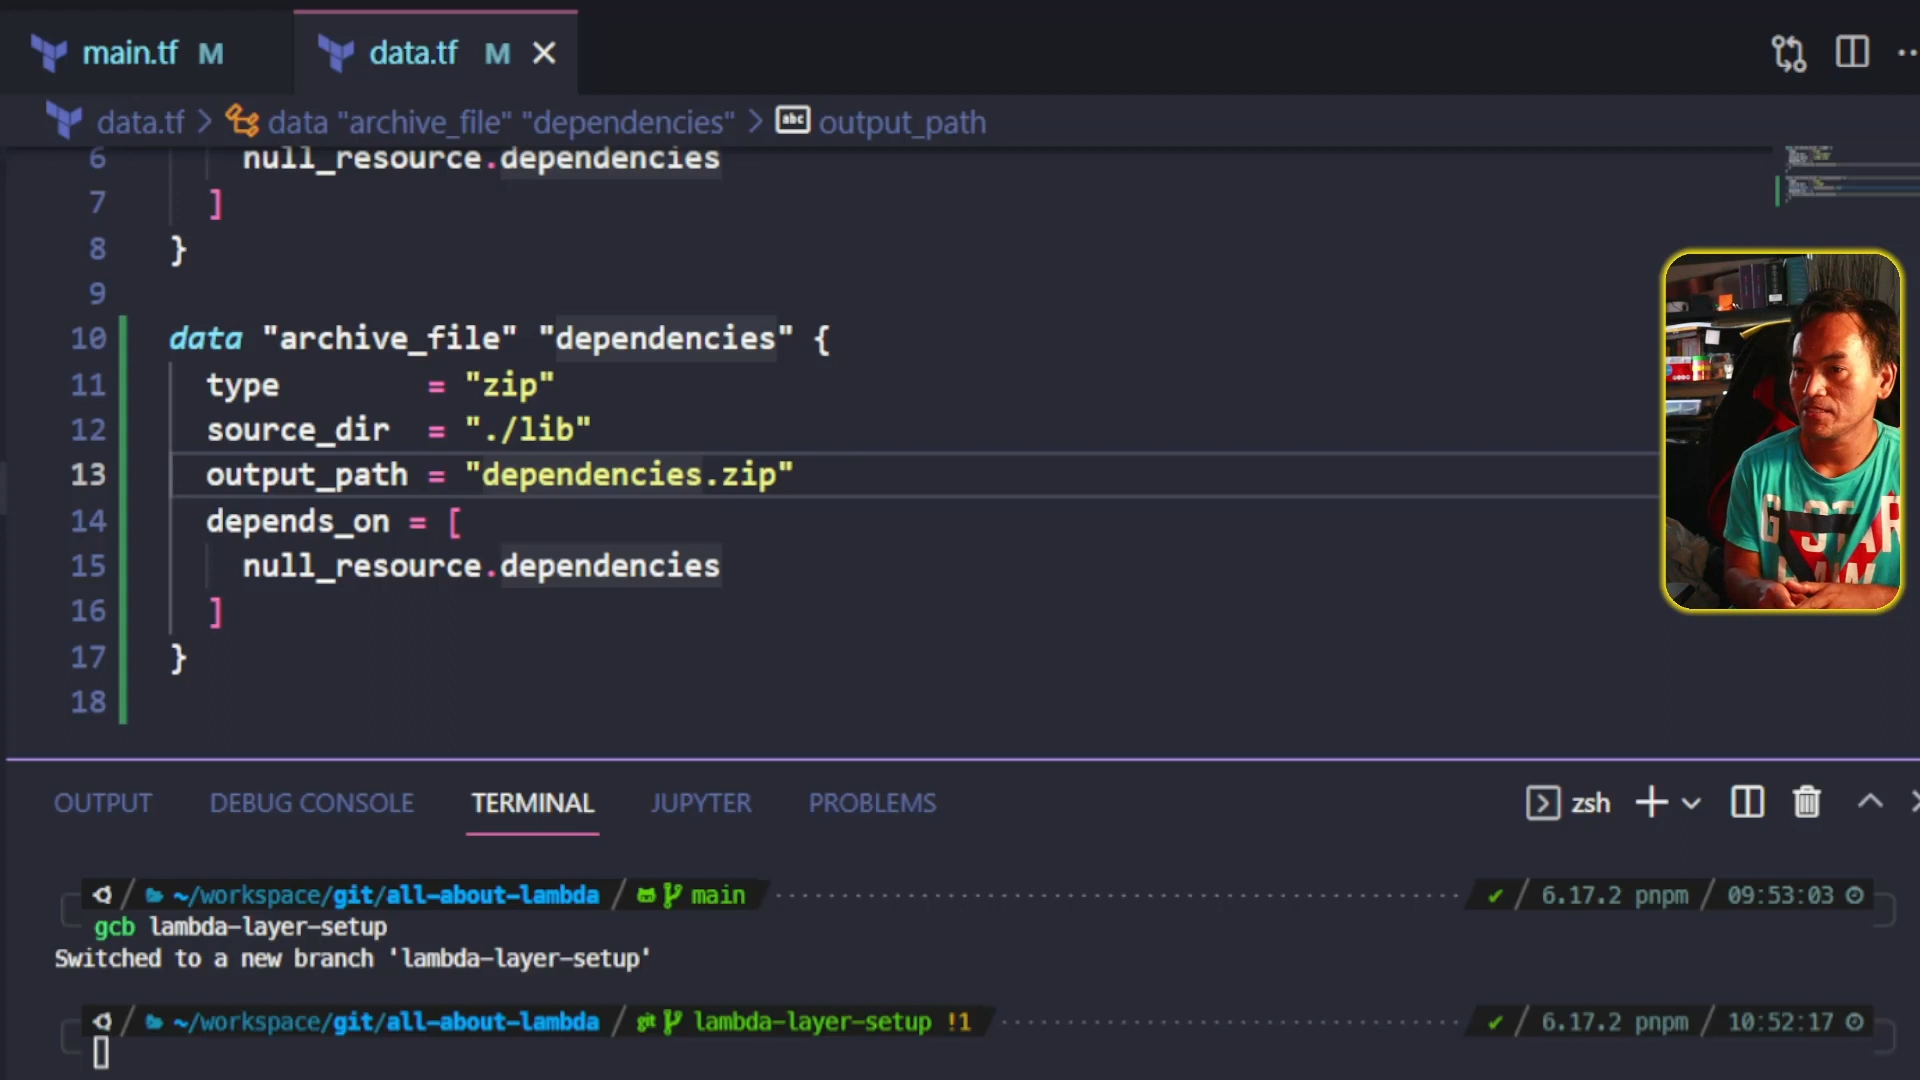 main.tf M data.tf M
data.tf > data "archive_file" "dependencies" > abc output_path
6 null_resource.dependencies
7 ]
8 }
9
10 data "archive_file" "dependencies" {
11 type = "zip"
12 source_dir = "./lib"
13 output_path = "dependencies.zip"
14 depends_on = [
15 null_resource.dependencies
16 ]
17 }
18
OUTPUT DEBUG CONSOLE TERMINAL JUPYTER PROBLEMS zsh
~/workspace/git/all-about-lambda / main ✔ / 6.17.2 pnpm / 09:53:03
gcb lambda-layer-setup
Switched to a new branch 'lambda-layer-setup'
~/workspace/git/all-about-lambda / git lambda-layer-setup !1 ✔ / 6.17.2 pnpm / 10:52:17
G STAR